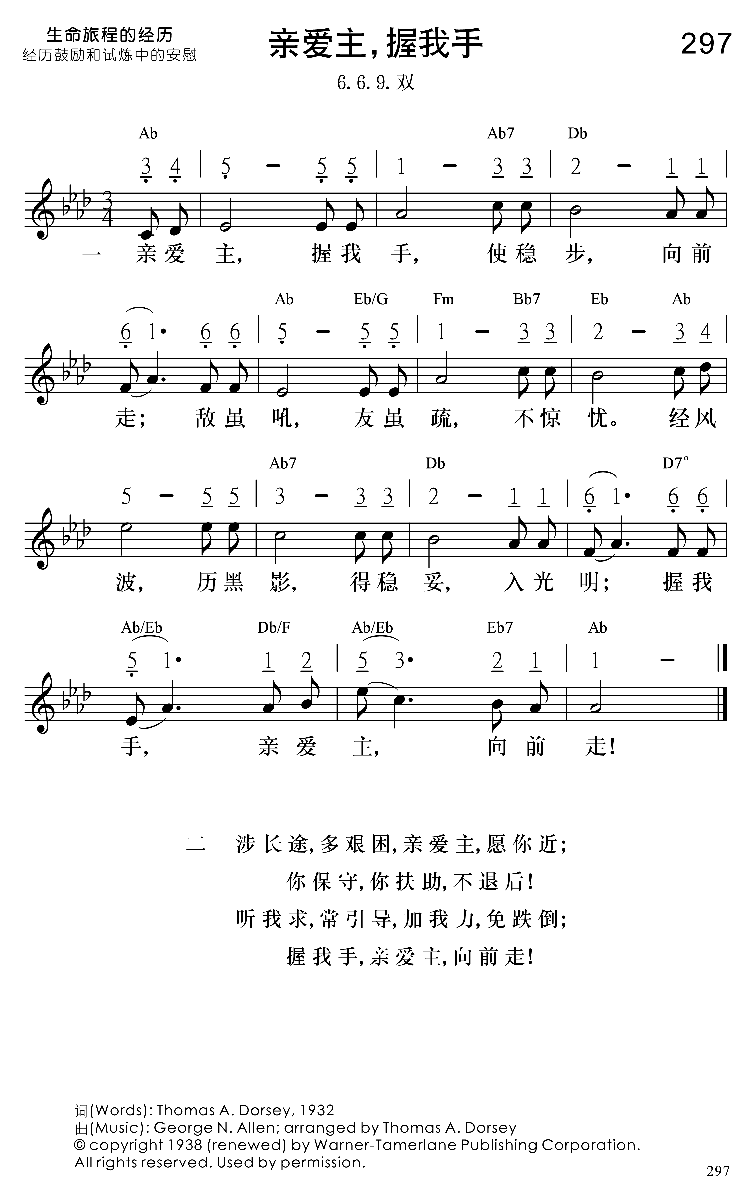 生命旅程的经历
经历鼓励和试炼中的安慰
亲爱主,握我手
297
6. 6. 9. 双
Ab Ab7 Db
3 4 | 5 － 5 5 | 1 － 3 3 | 2 － 1 1 |
3/4
一 亲爱 主， 握我 手， 使稳 步， 向前
Ab Eb/G Fm Bb7 Eb Ab
6 1• 6 6 | 5 － 5 5 | 1 － 3 3 | 2 － 3 4 |
走； 敌虽 吼， 友虽 疏， 不惊 忧。 经风
Ab7 Db D7°
5 － 5 5 | 3 － 3 3 | 2 － 1 1 | 6 1• 6 6 |
波， 历黑 影， 得稳 妥， 入光 明； 握我
Ab/Eb Db/F Ab/Eb Eb7 Ab
5 1• 1 2 | 5 3• 2 1 | 1 －
手， 亲 爱 主， 向 前 走！
二 涉长途,多艰困,亲爱主,愿你近；
你保守,你扶助,不退后！
听我求,常引导,加我力,免跌倒；
握我手,亲爱主,向前走！
词(Words): Thomas A. Dorsey, 1932
曲(Music): George N. Allen; arranged by Thomas A. Dorsey
© copyright 1938 (renewed) by Warner-Tamerlane Publishing Corporation.
All rights reserved. Used by permission.
297